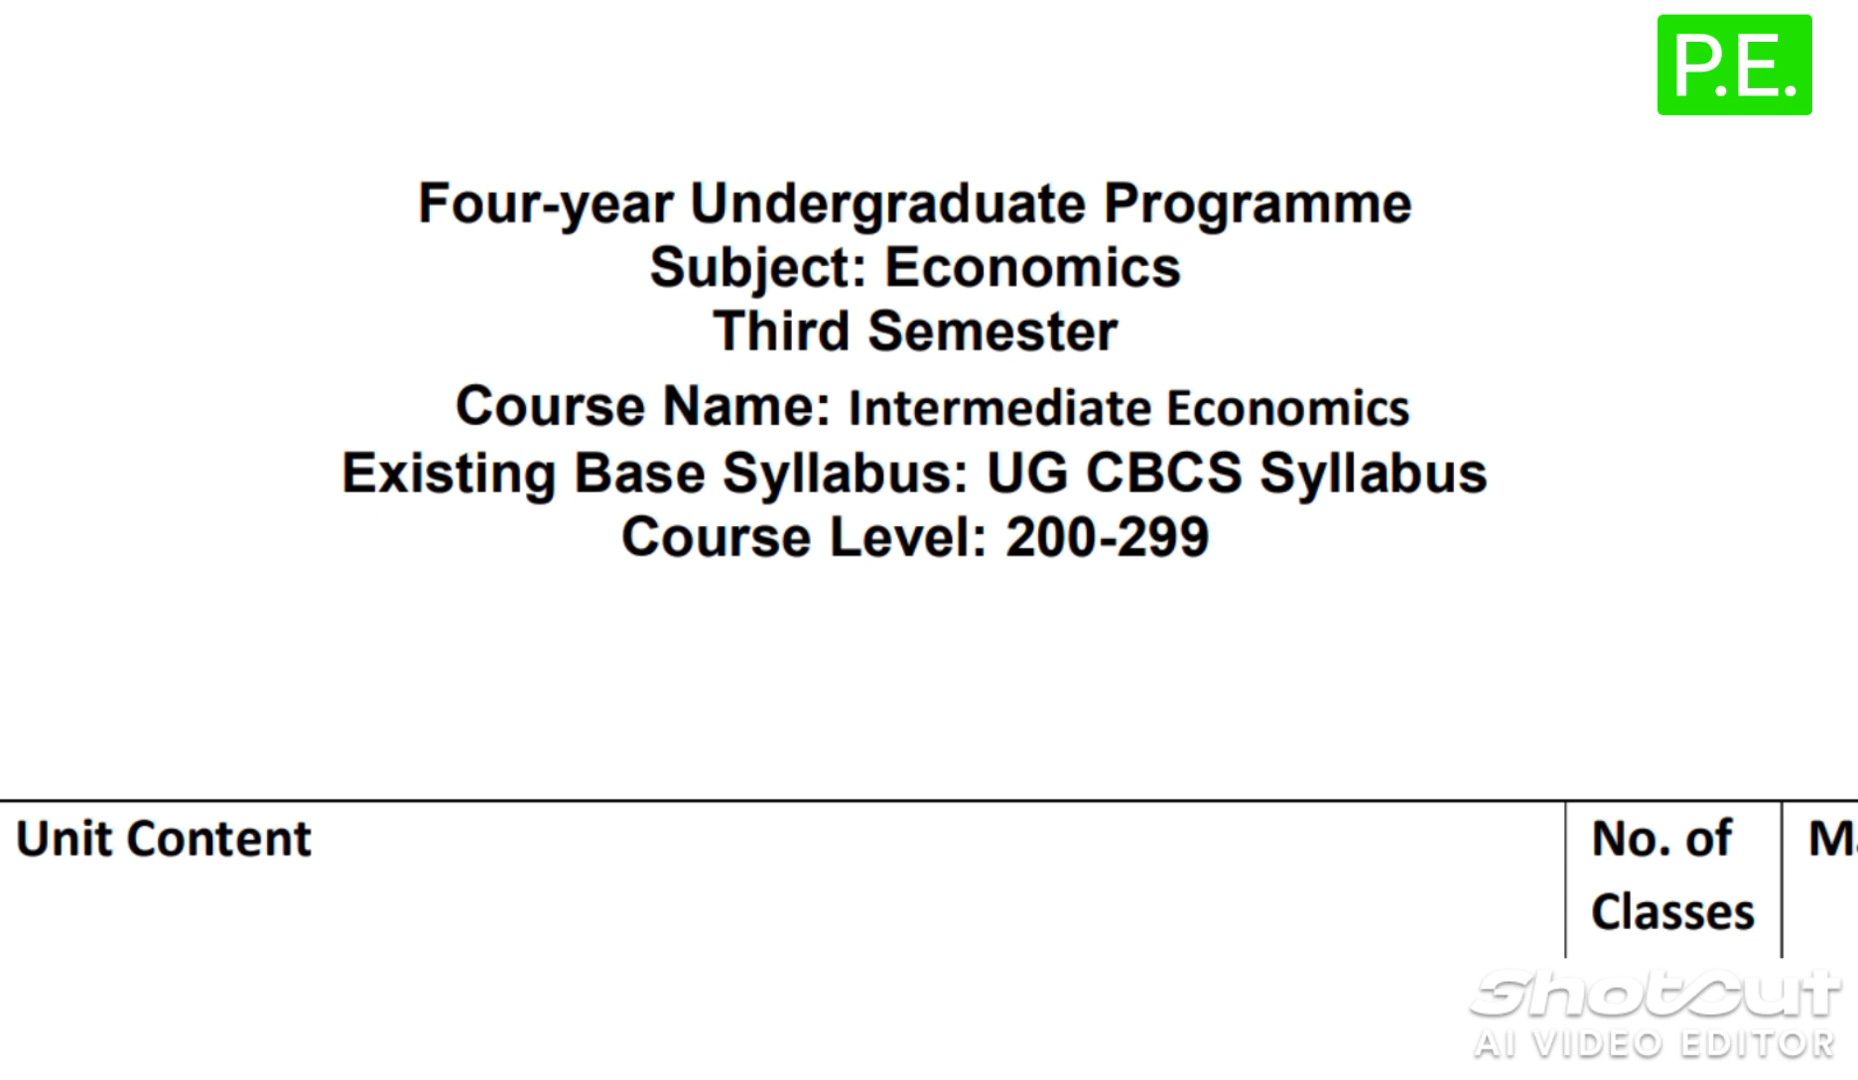 P.E.
Four-year Undergraduate Programme
Subject: Economics
Third Semester
Course Name: Intermediate Economics
Existing Base Syllabus: UG CBCS Syllabus
Course Level: 200-299
Unit Content
No. of
Classes
Shotcut
AI VIDEO EDITOR